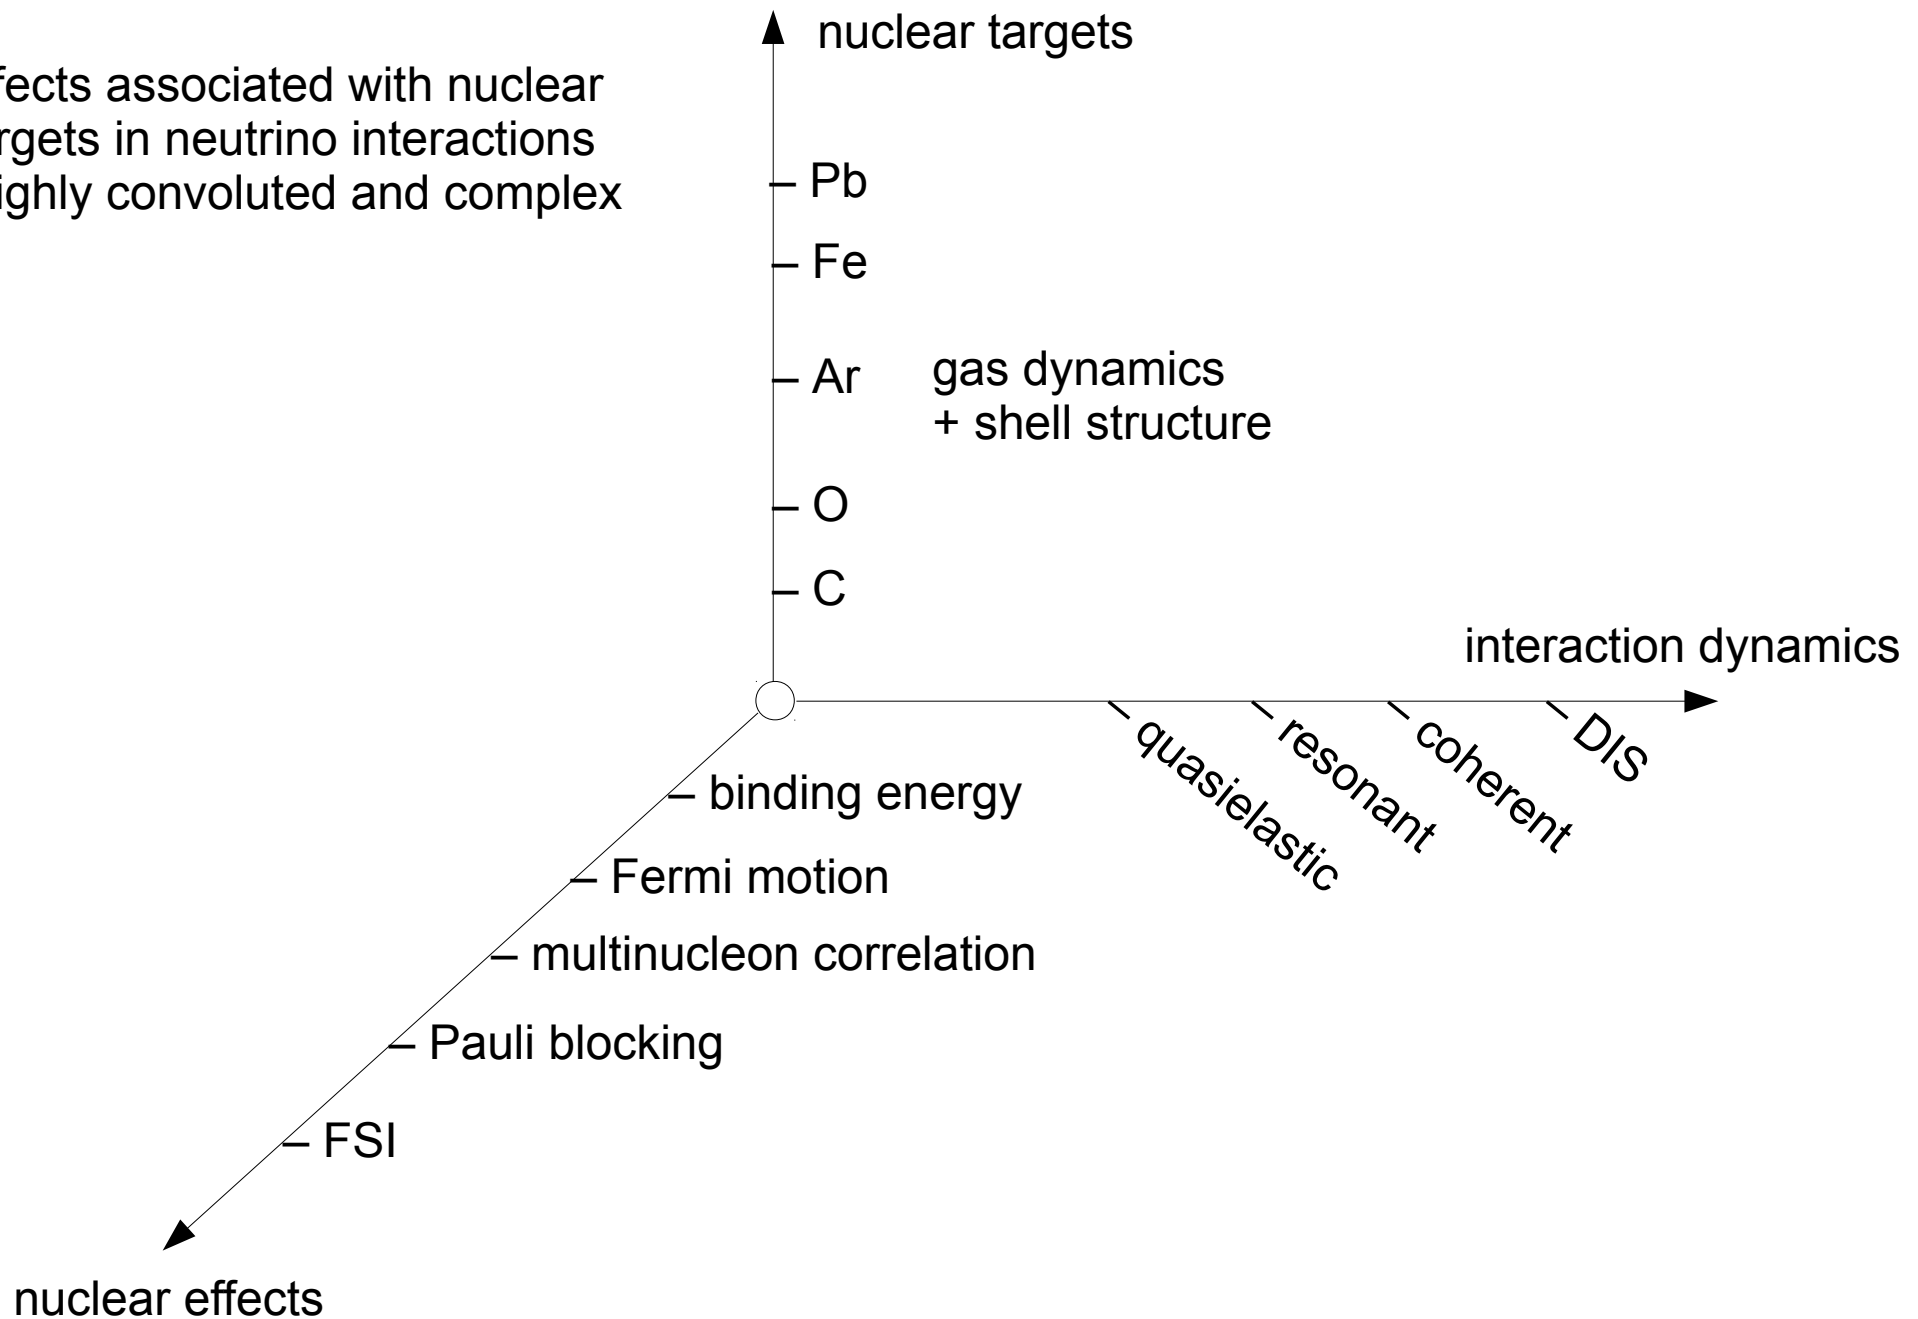 nuclear targets
fects associated with nuclear
rgets in neutrino interactions
ighly convoluted and complex
Pb
Fe
Ar
gas dynamics
+ shell structure
O
C
interaction dynamics
quasielastic
resonant
coherent
DIS
binding energy
Fermi motion
multinucleon correlation
Pauli blocking
FSI
nuclear effects